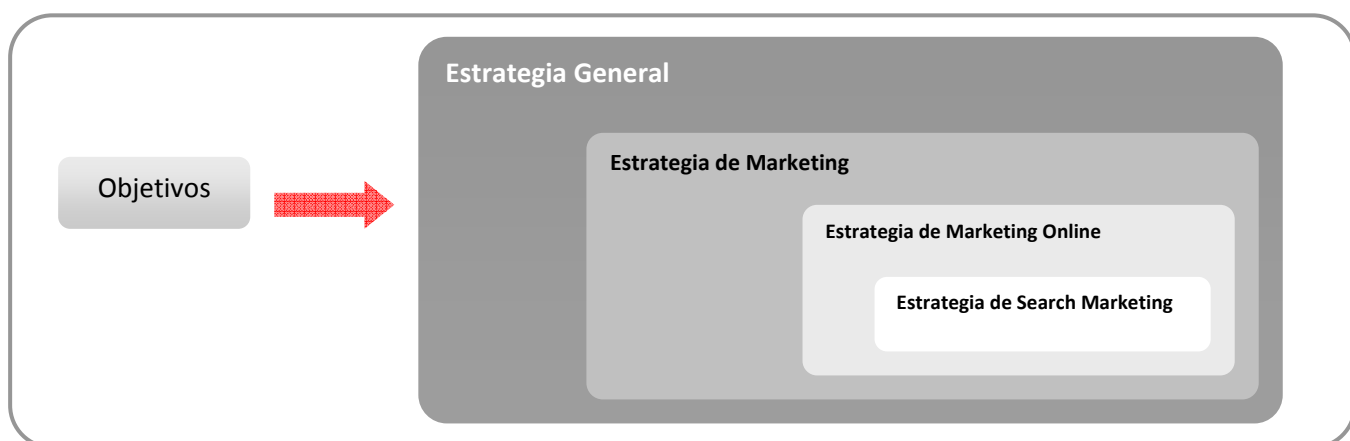 Estrategia General
Estrategia de Marketing
Objetivos
Estrategia de Marketing Online
Estrategia de Search Marketing